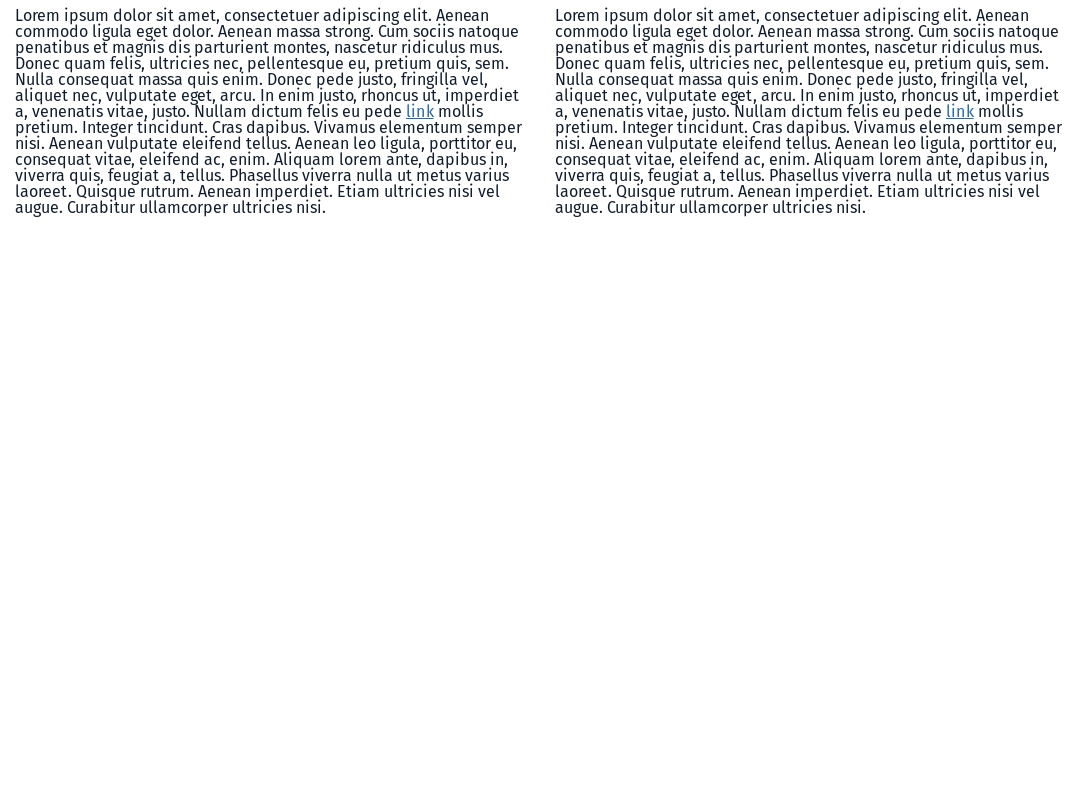 Lorem ipsum dolor sit amet, consectetuer adipiscing elit. Aenean
commodo ligula eget dolor. Aenean massa strong. Cum sociis natoque
penatibus et magnis dis parturient montes, nascetur ridiculus mus.
Donec quam felis, ultricies nec, pellentesque eu, pretium quis, sem.
Nulla consequat massa quis enim. Donec pede justo, fringilla vel,
aliquet nec, vulputate eget, arcu. In enim justo, rhoncus ut, imperdiet
a, venenatis vitae, justo. Nullam dictum felis eu pede link mollis
pretium. Integer tincidunt. Cras dapibus. Vivamus elementum semper
nisi. Aenean vulputate eleifend tellus. Aenean leo ligula, porttitor eu,
consequat vitae, eleifend ac, enim. Aliquam lorem ante, dapibus in,
viverra quis, feugiat a, tellus. Phasellus viverra nulla ut metus varius
laoreet. Quisque rutrum. Aenean imperdiet. Etiam ultricies nisi vel
augue. Curabitur ullamcorper ultricies nisi.
Lorem ipsum dolor sit amet, consectetuer adipiscing elit. Aenean
commodo ligula eget dolor. Aenean massa strong. Cum sociis natoque
penatibus et magnis dis parturient montes, nascetur ridiculus mus.
Donec quam felis, ultricies nec, pellentesque eu, pretium quis, sem.
Nulla consequat massa quis enim. Donec pede justo, fringilla vel,
aliquet nec, vulputate eget, arcu. In enim justo, rhoncus ut, imperdiet
a, venenatis vitae, justo. Nullam dictum felis eu pede link mollis
pretium. Integer tincidunt. Cras dapibus. Vivamus elementum semper
nisi. Aenean vulputate eleifend tellus. Aenean leo ligula, porttitor eu,
consequat vitae, eleifend ac, enim. Aliquam lorem ante, dapibus in,
viverra quis, feugiat a, tellus. Phasellus viverra nulla ut metus varius
laoreet. Quisque rutrum. Aenean imperdiet. Etiam ultricies nisi vel
augue. Curabitur ullamcorper ultricies nisi.